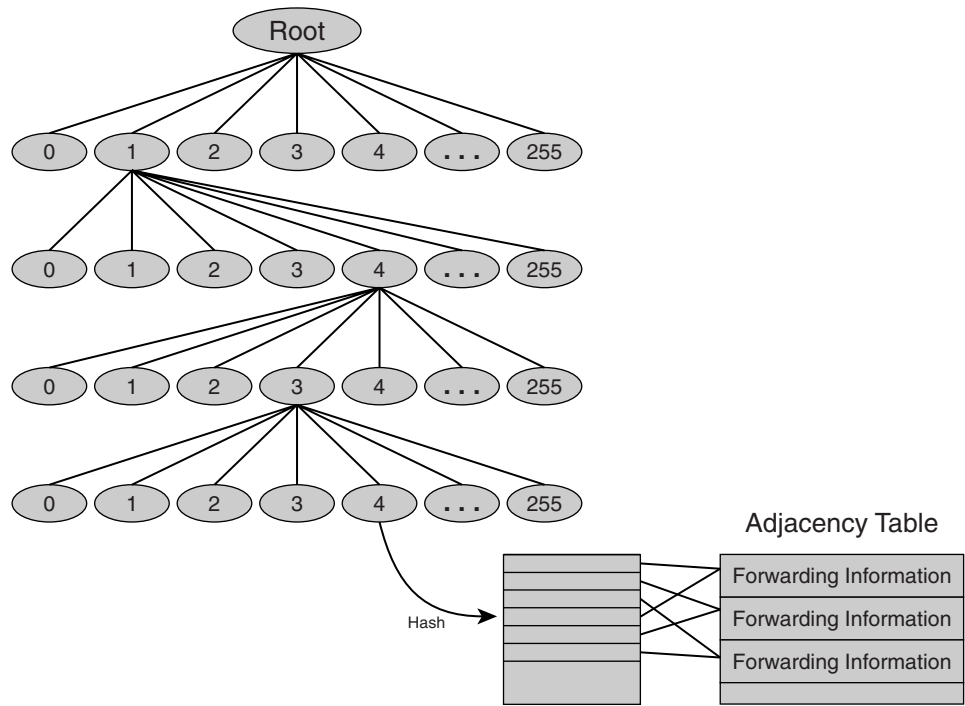 Root
0 1 2 3 4 ... 255
0 1 2 3 4 ... 255
0 1 2 3 4 ... 255
0 1 2 3 4 ... 255
Adjacency Table
Forwarding Information
Hash
Forwarding Information
Forwarding Information